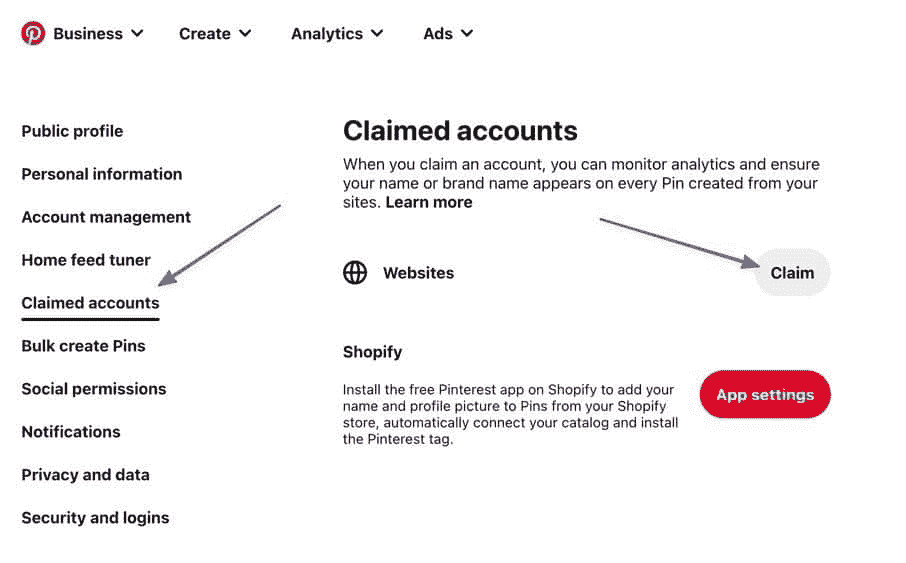 Business Create Analytics Ads
Public profile
Personal information
Account management
Home feed tuner
Claimed accounts
Bulk create Pins
Social permissions
Notifications
Privacy and data
Security and logins
Claimed accounts
When you claim an account, you can monitor analytics and ensure
your name or brand name appears on every Pin created from your
sites. Learn more
Websites
Claim
Shopify
Install the free Pinterest app on Shopify to add your
name and profile picture to Pins from your Shopify
store, automatically connect your catalog and install
the Pinterest tag.
App settings